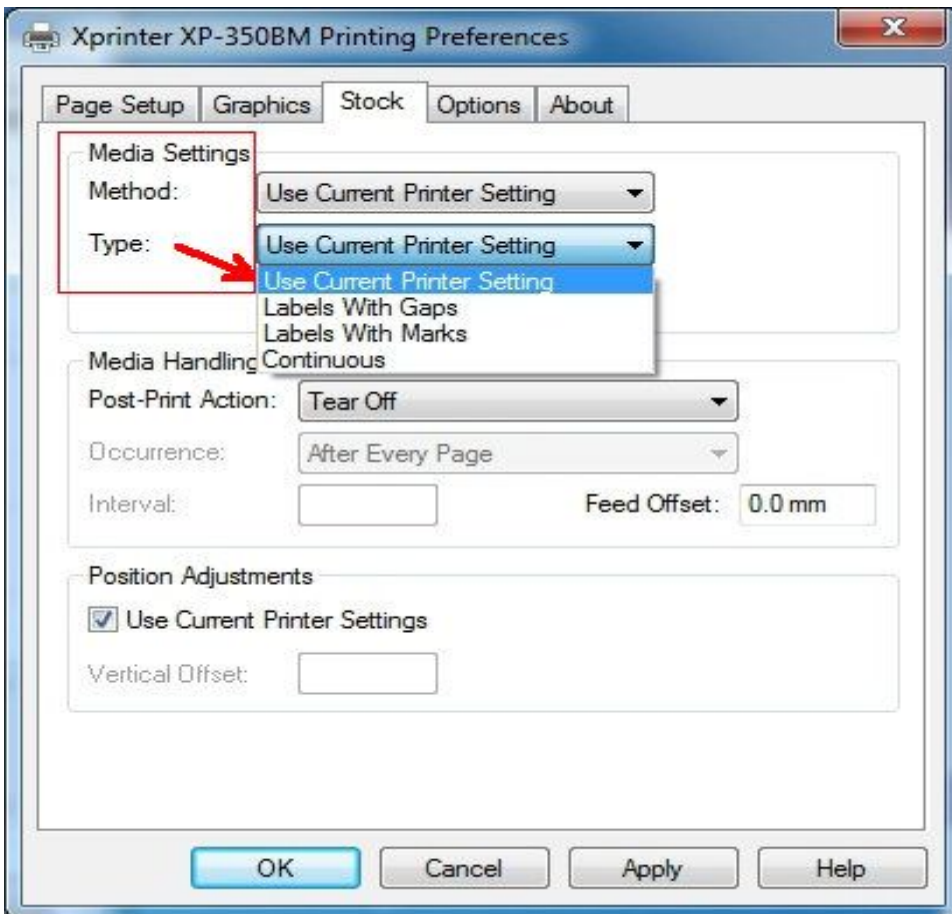 Xprinter XP-350BM Printing Preferences
Page Setup Graphics Stock Options About
Media Settings
Method: Use Current Printer Setting
Type: Use Current Printer Setting
Use Current Printer Setting
Labels With Gaps
Labels With Marks
Continuous
Media Handling
Post-Print Action: Tear Off
Occurrence: After Every Page
Interval: Feed Offset: 0.0 mm
Position Adjustments
Use Current Printer Settings
Vertical Offset:
OK Cancel Apply Help